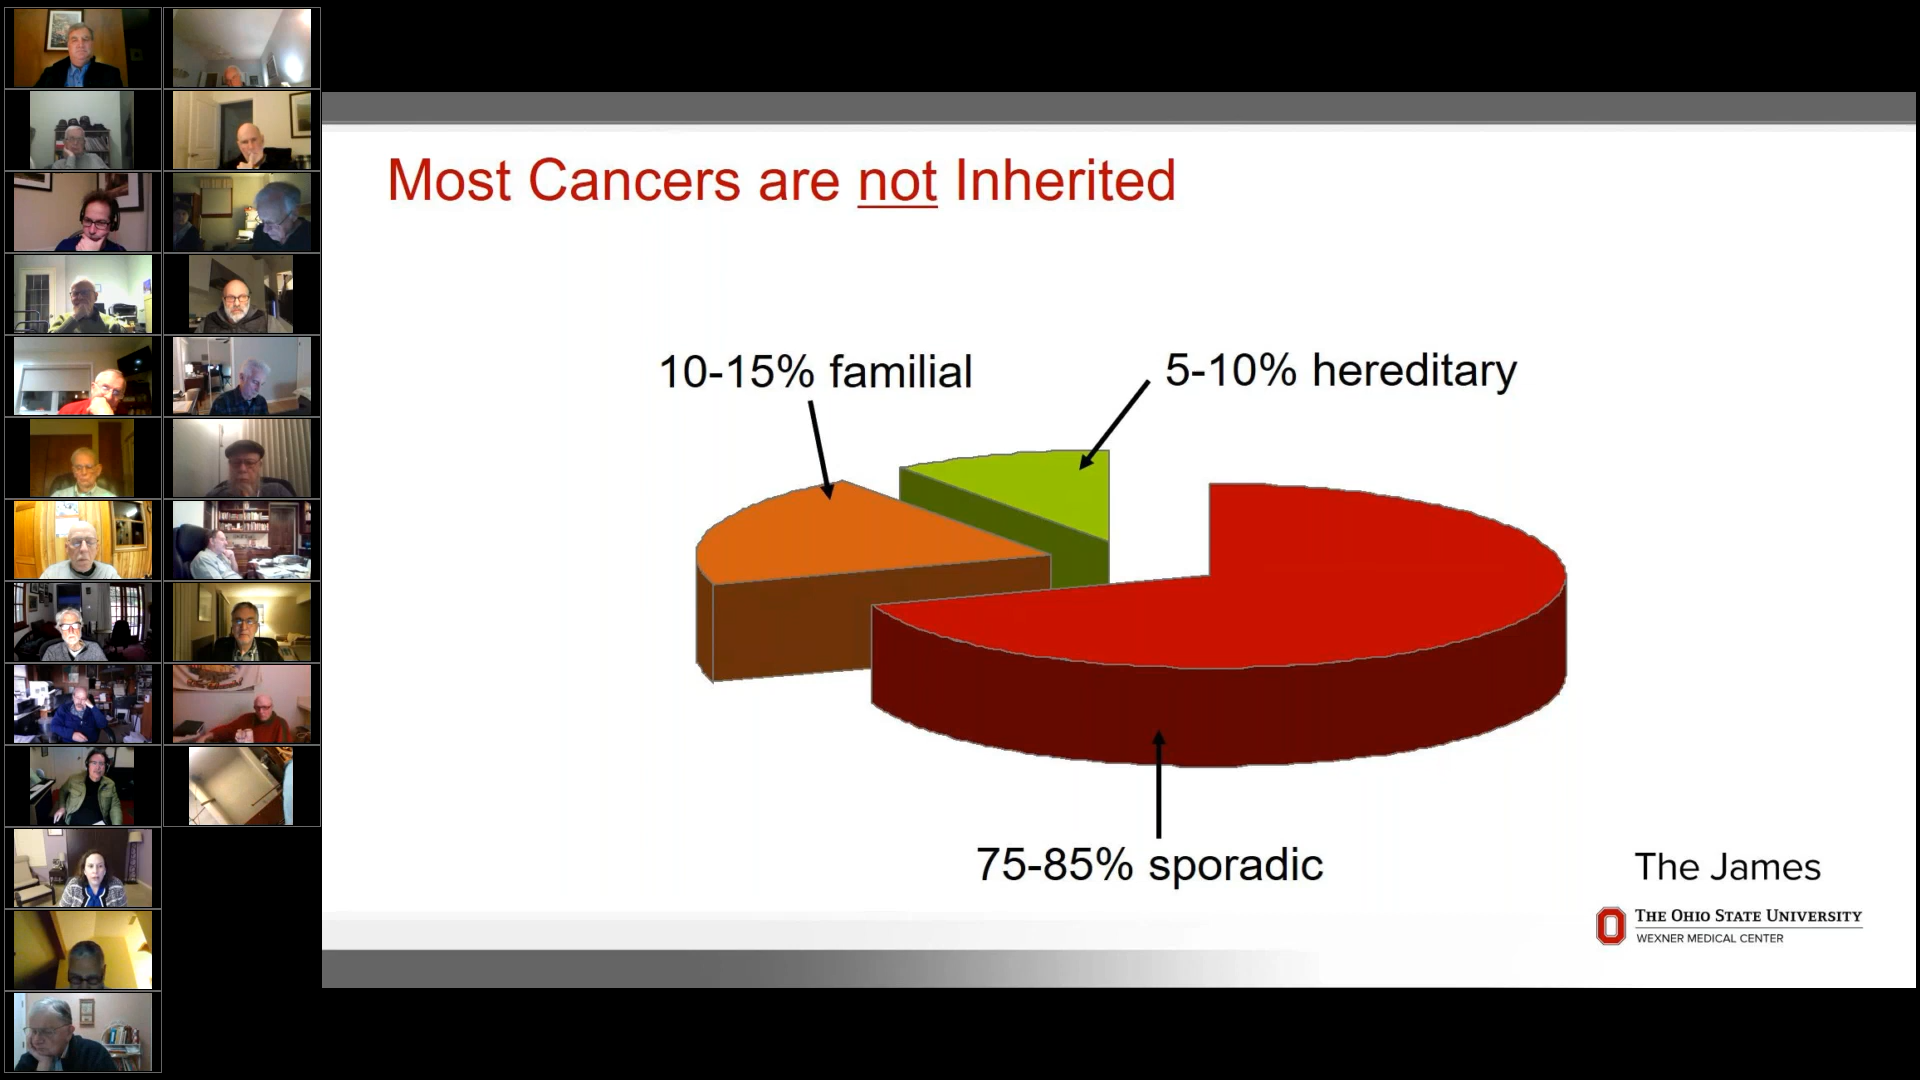 Most Cancers are not Inherited
10-15% familial
5-10% hereditary
75-85% sporadic
The James
THE OHIO STATE UNIVERSITY
WEXNER MEDICAL CENTER